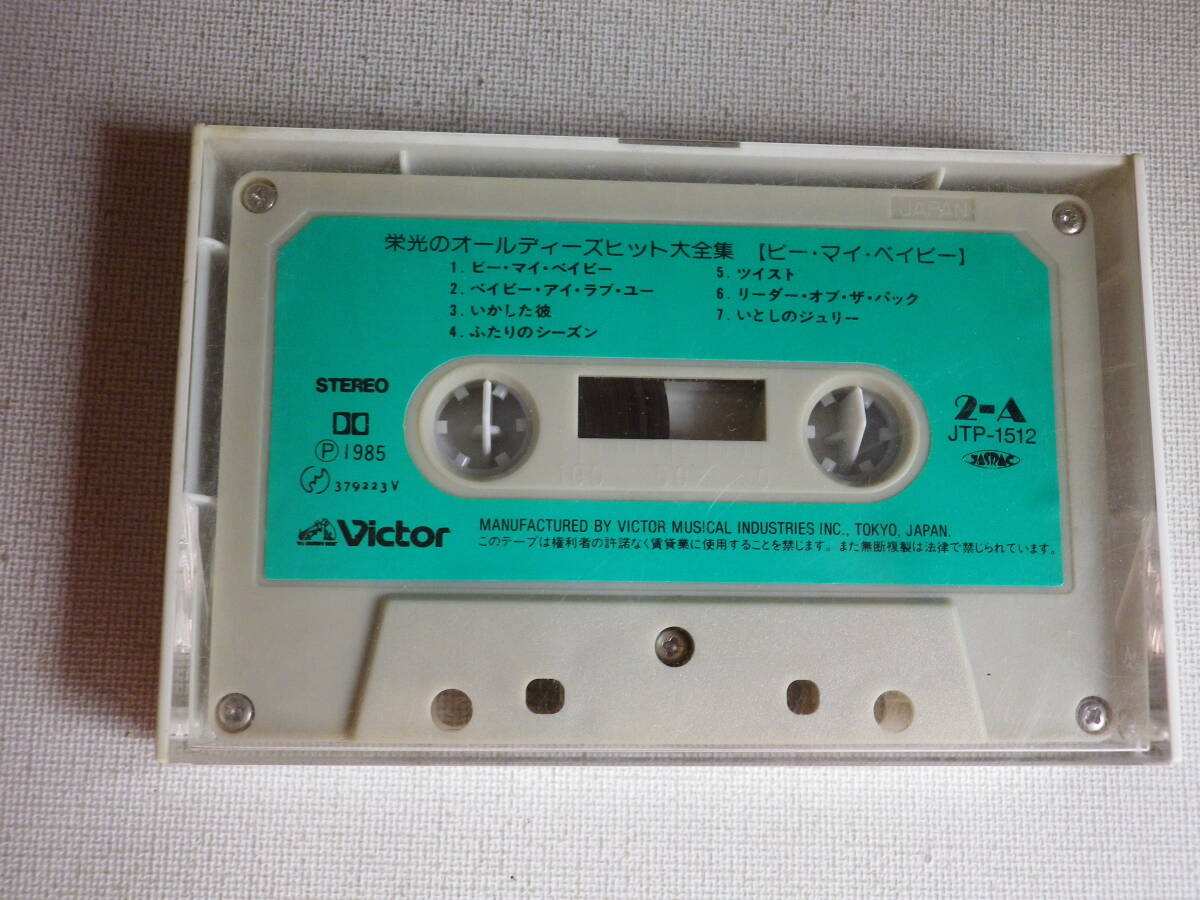 JAPAN
栄光のオールディーズヒット大全集 【ビー・マイ・ベイビー】
1. ビー・マイ・ベイビー
2. ベイビー・アイ・ラブ・ユー
3. いかした彼
4. ふたりのシーズン
5. ツイスト
6. リーダー・オブ・ザ・パック
7. いとしのジュリー
STEREO
Ⓟ1985
379223V
100 50 0
2-A
JTP-1512
JASRAC
Victor
MANUFACTURED BY VICTOR MUSICAL INDUSTRIES INC., TOKYO, JAPAN.
このテープは権利者の許諾なく賃貸業に使用することを禁じます。また無断複製は法律で禁じられています。